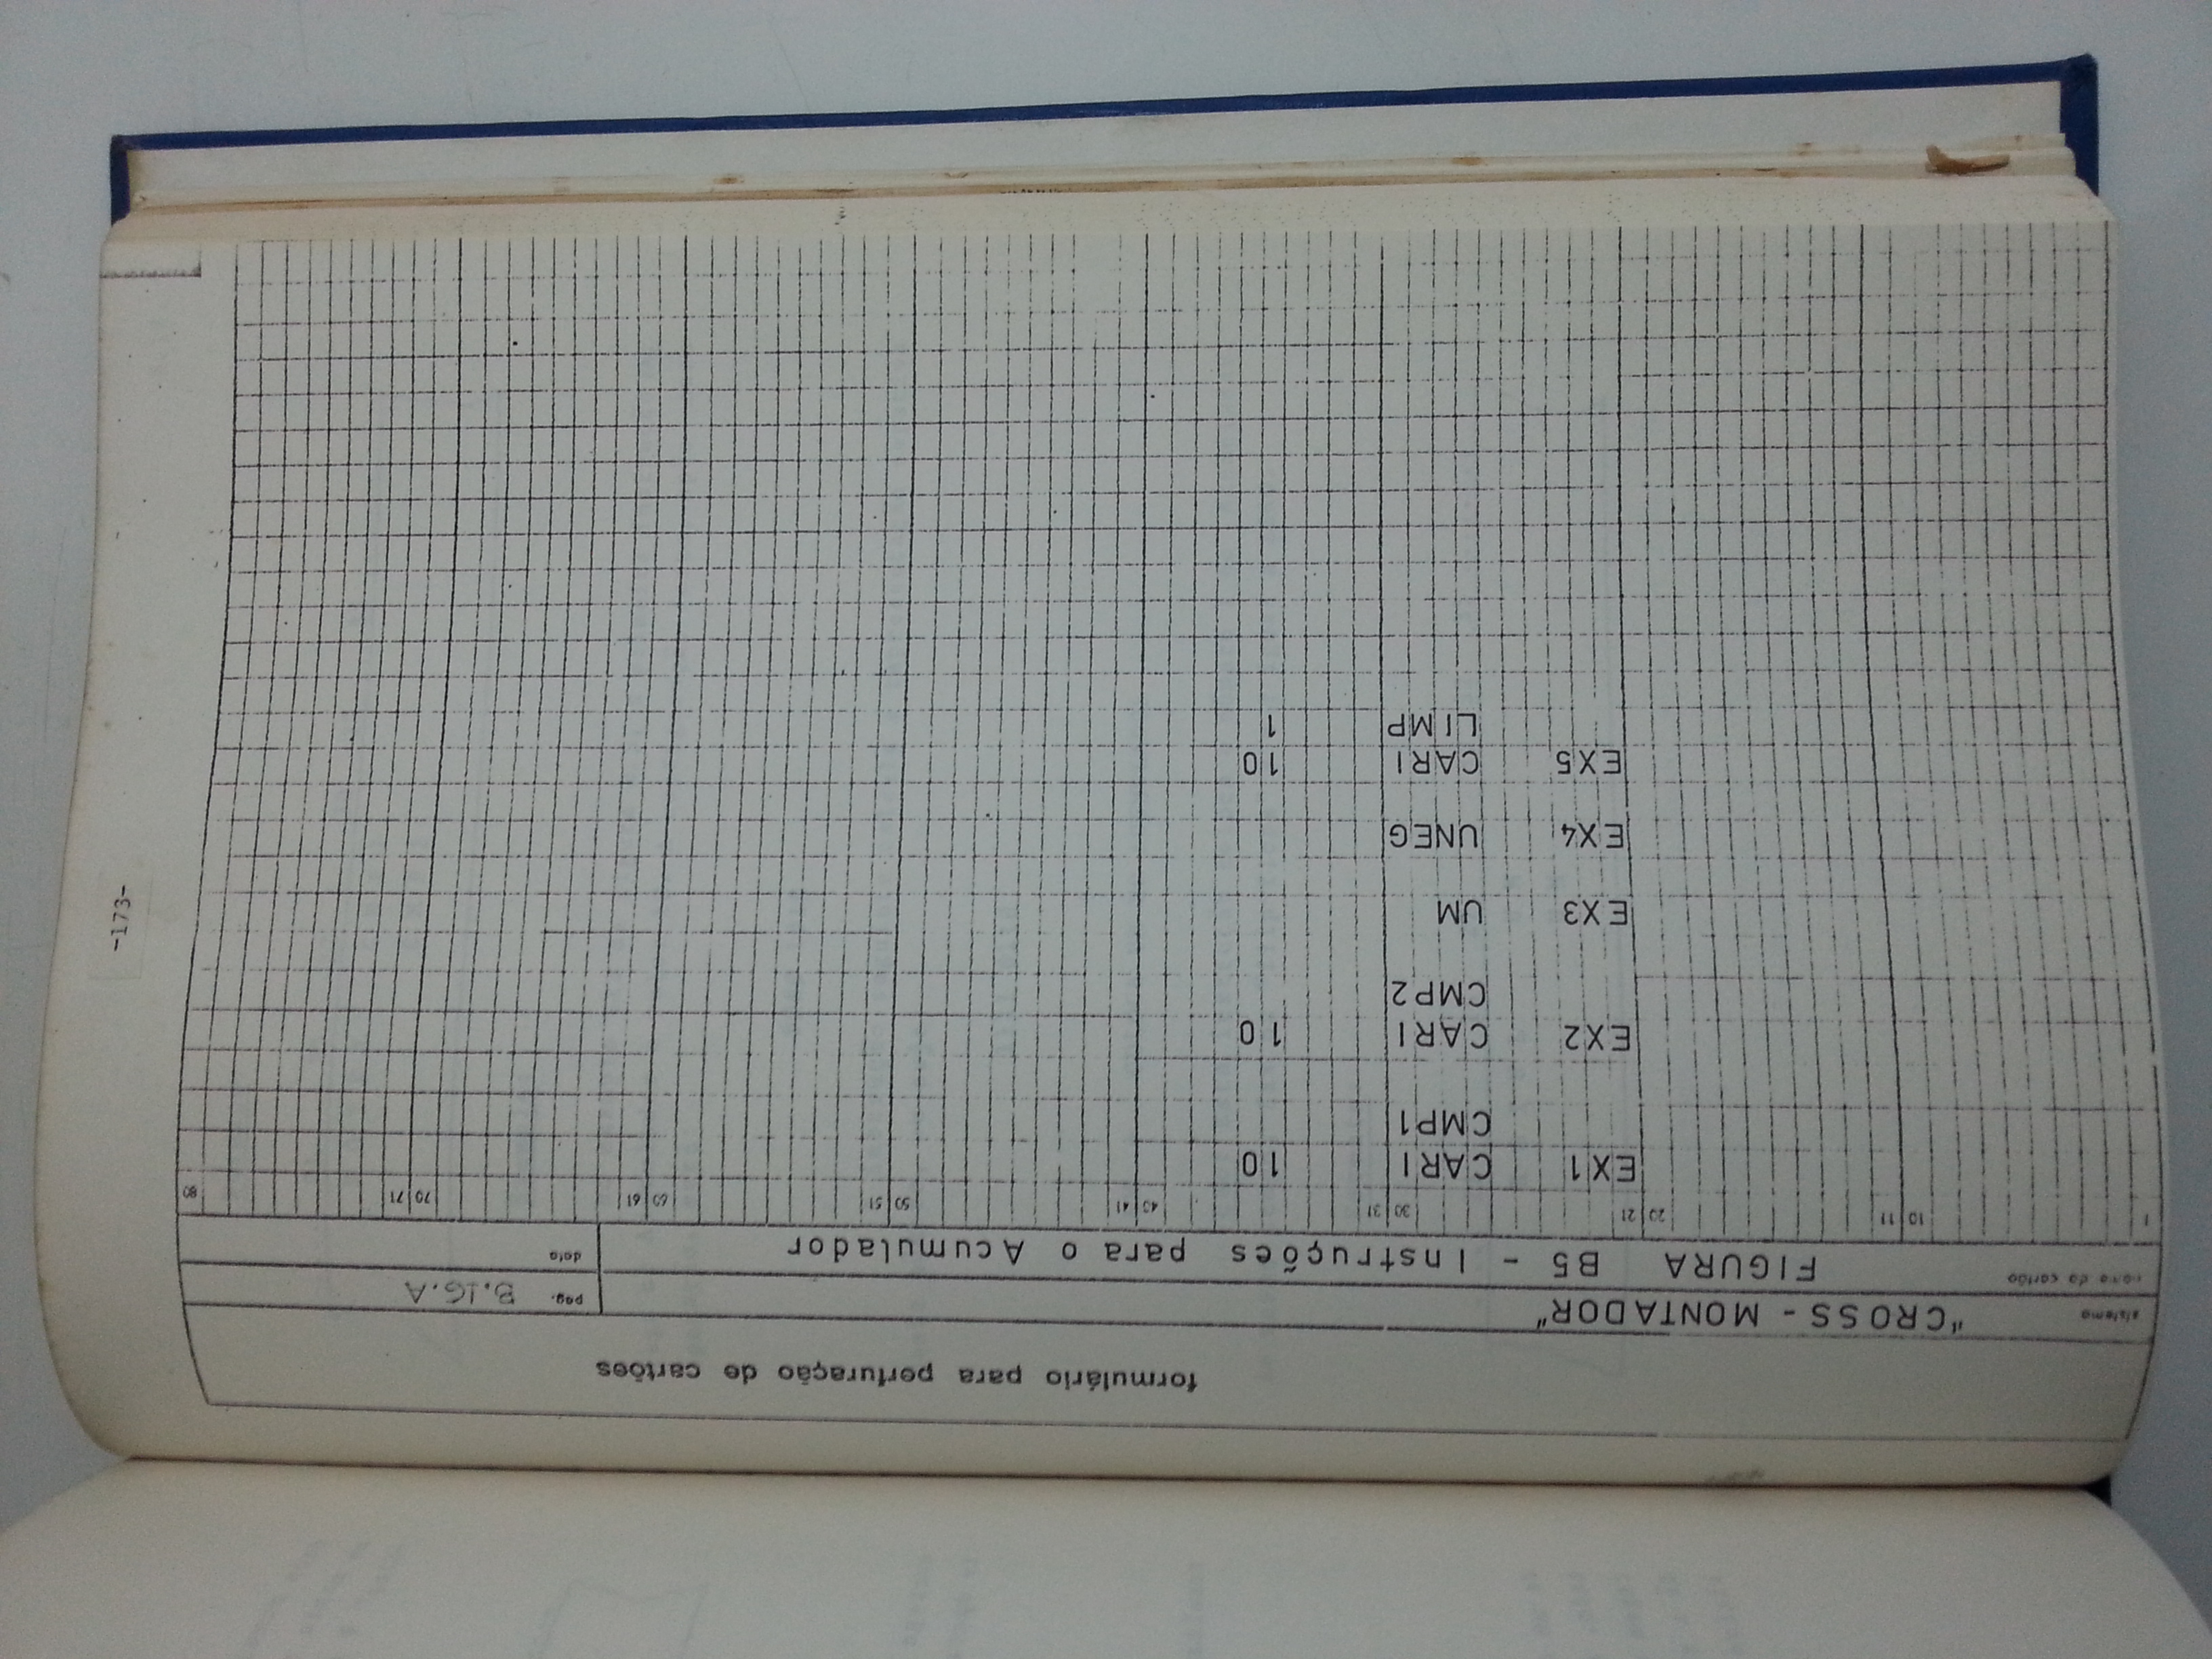 -173-
formulário para perfuração de cartões
sistema "CROSS - MONTADOR"
pág. B.16.A
nome do cartão FIGURA B5 - Instruções para o Acumulador
data
1 10 11 20 21 30 31 40 41 50 51 60 61 70 71 80
EX1 CARI 10
CMP1
EX2 CARI 10
CMP2
EX3 UM
EX4 UNEG
EX5 CARI 10
LIMP 1